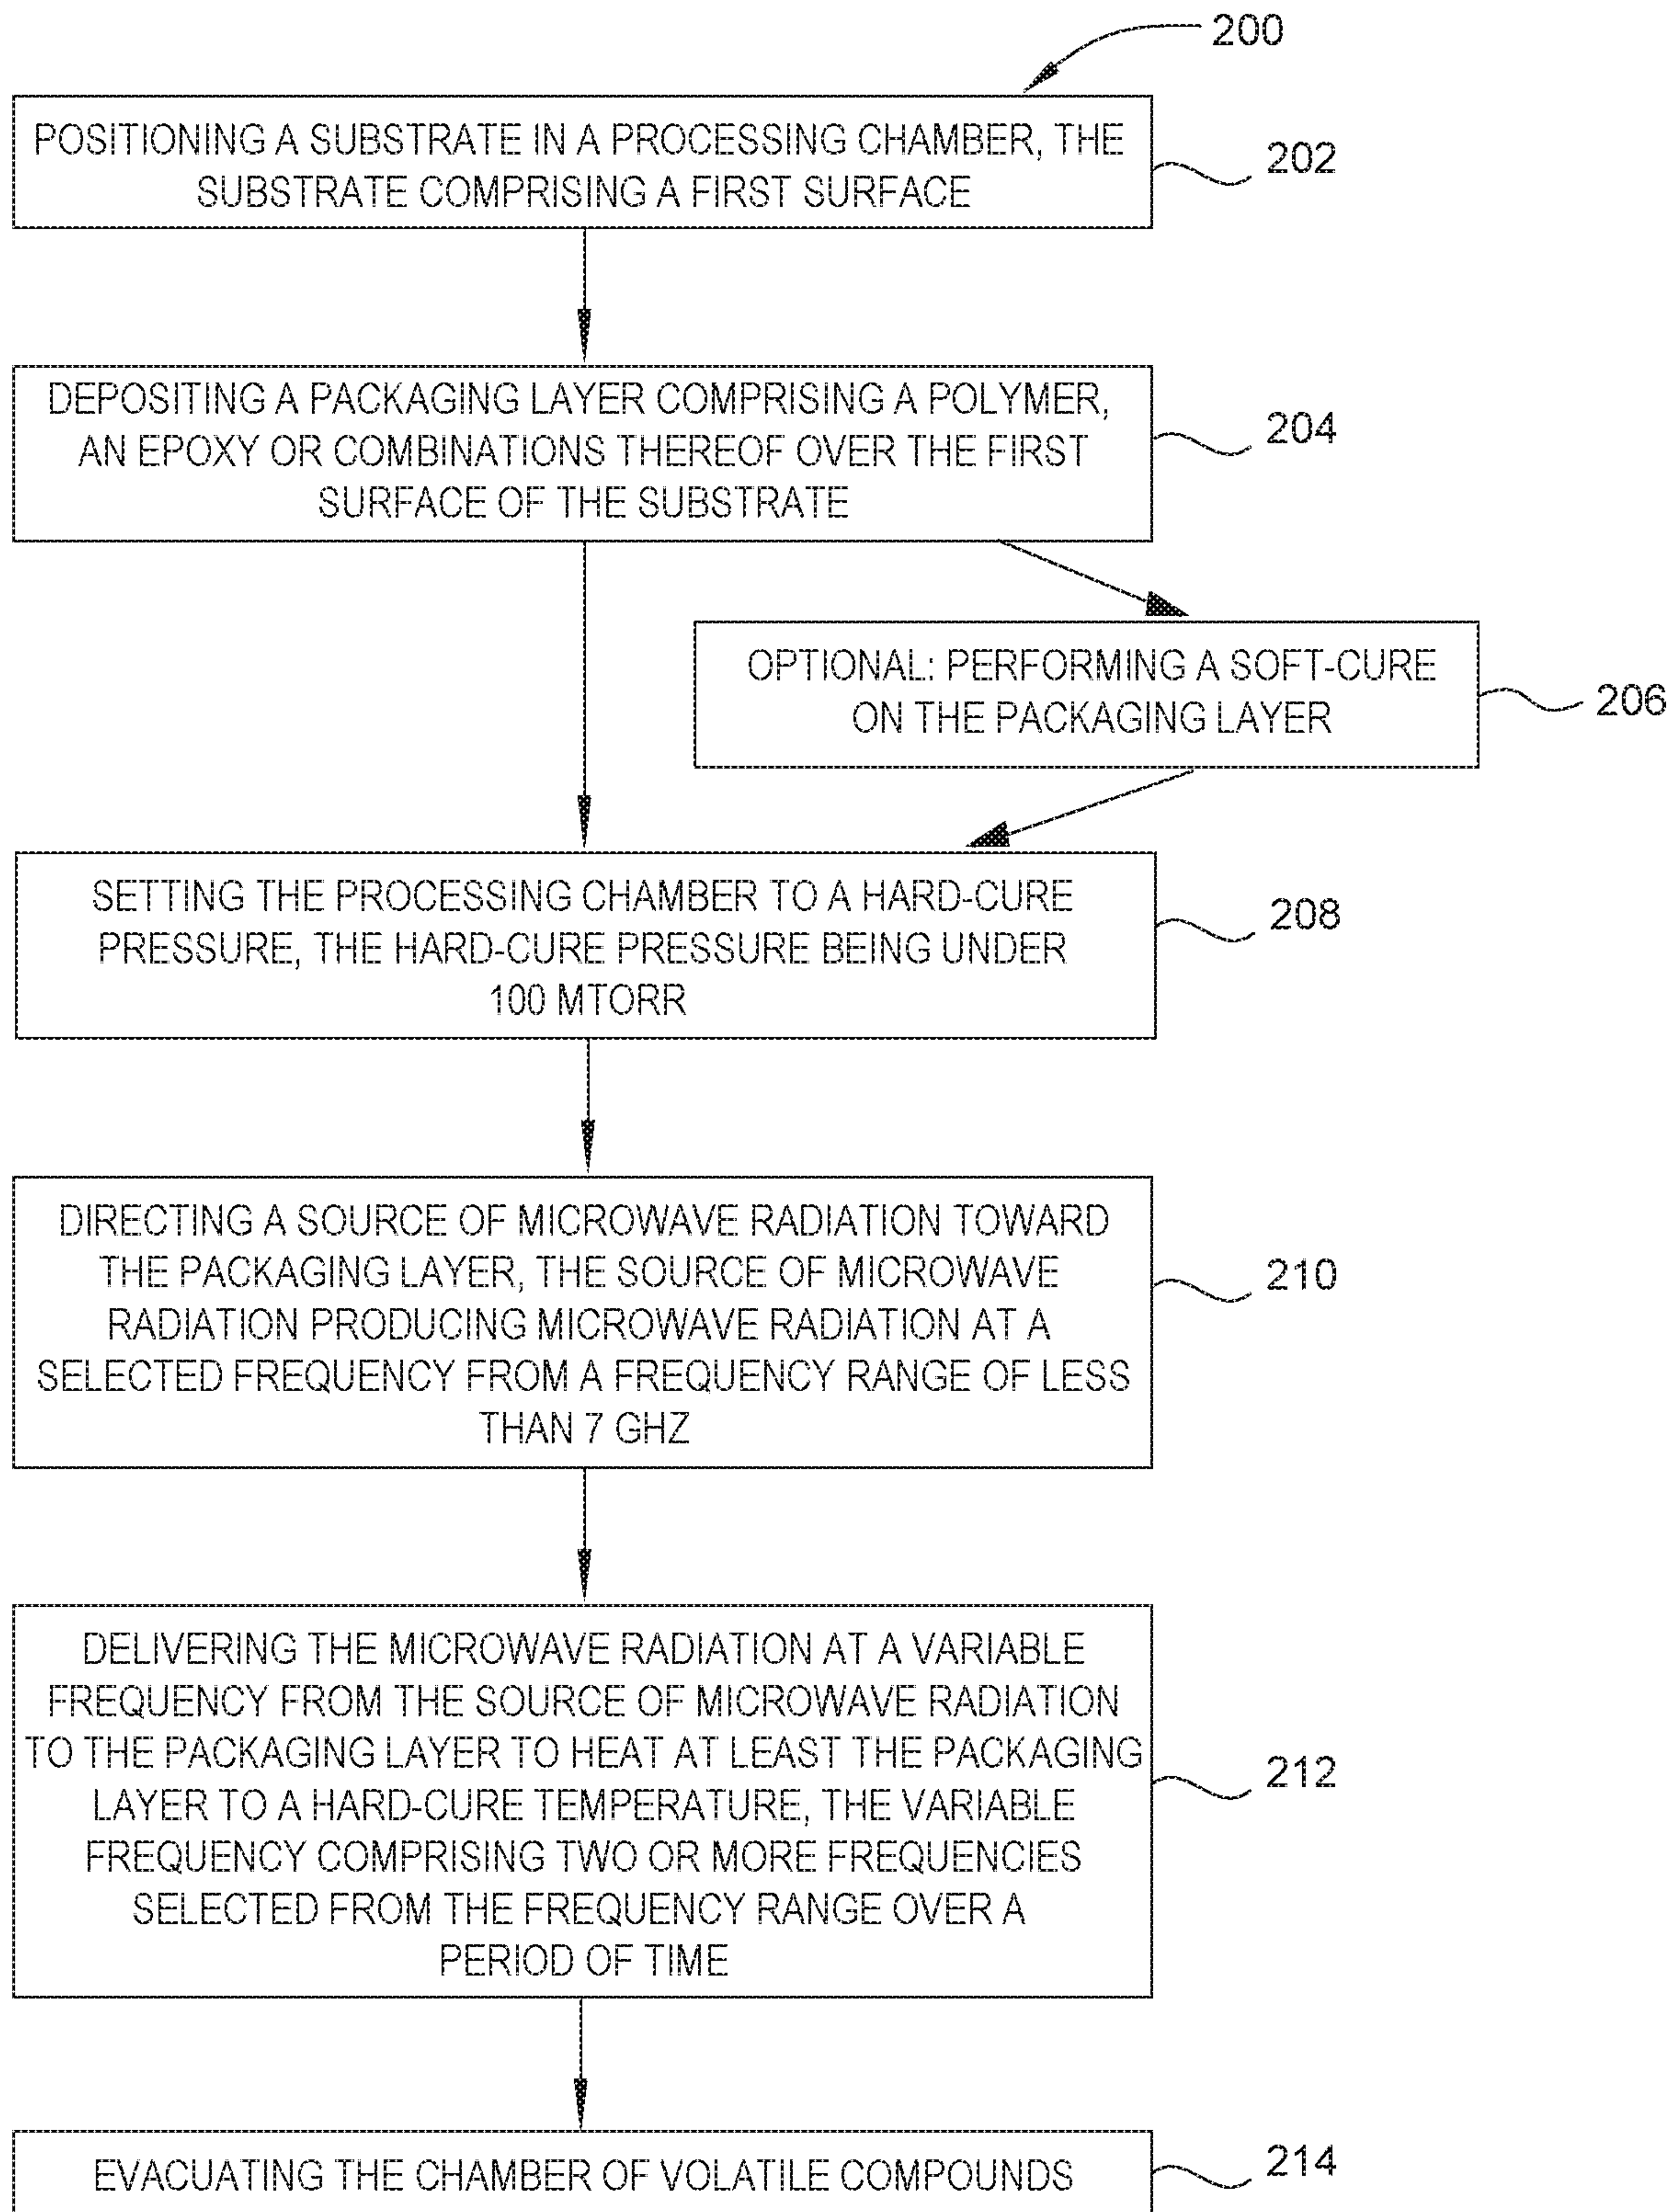 200
POSITIONING A SUBSTRATE IN A PROCESSING CHAMBER, THE
SUBSTRATE COMPRISING A FIRST SURFACE
202
DEPOSITING A PACKAGING LAYER COMPRISING A POLYMER,
AN EPOXY OR COMBINATIONS THEREOF OVER THE FIRST
SURFACE OF THE SUBSTRATE
204
OPTIONAL: PERFORMING A SOFT-CURE
ON THE PACKAGING LAYER
206
SETTING THE PROCESSING CHAMBER TO A HARD-CURE
PRESSURE, THE HARD-CURE PRESSURE BEING UNDER
100 MTORR
208
DIRECTING A SOURCE OF MICROWAVE RADIATION TOWARD
THE PACKAGING LAYER, THE SOURCE OF MICROWAVE
RADIATION PRODUCING MICROWAVE RADIATION AT A
SELECTED FREQUENCY FROM A FREQUENCY RANGE OF LESS
THAN 7 GHZ
210
DELIVERING THE MICROWAVE RADIATION AT A VARIABLE
FREQUENCY FROM THE SOURCE OF MICROWAVE RADIATION
TO THE PACKAGING LAYER TO HEAT AT LEAST THE PACKAGING
LAYER TO A HARD-CURE TEMPERATURE, THE VARIABLE
FREQUENCY COMPRISING TWO OR MORE FREQUENCIES
SELECTED FROM THE FREQUENCY RANGE OVER A
PERIOD OF TIME
212
EVACUATING THE CHAMBER OF VOLATILE COMPOUNDS
214